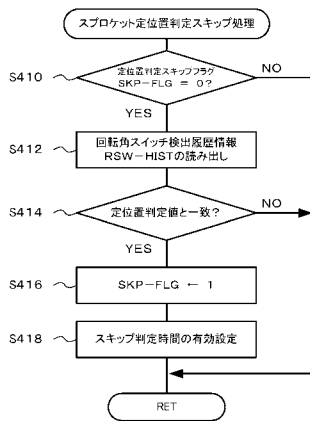 スプロケット定位置判定スキップ処理
S410
定位置判定スキップフラグ
SKP-FLG = 0?
NO
YES
S412
回転角スイッチ検出履歴情報
RSW-HISTの読み出し
S414
定位置判定値と一致?
NO
YES
S416
SKP-FLG ← 1
S418
スキップ判定時間の有効設定
RET